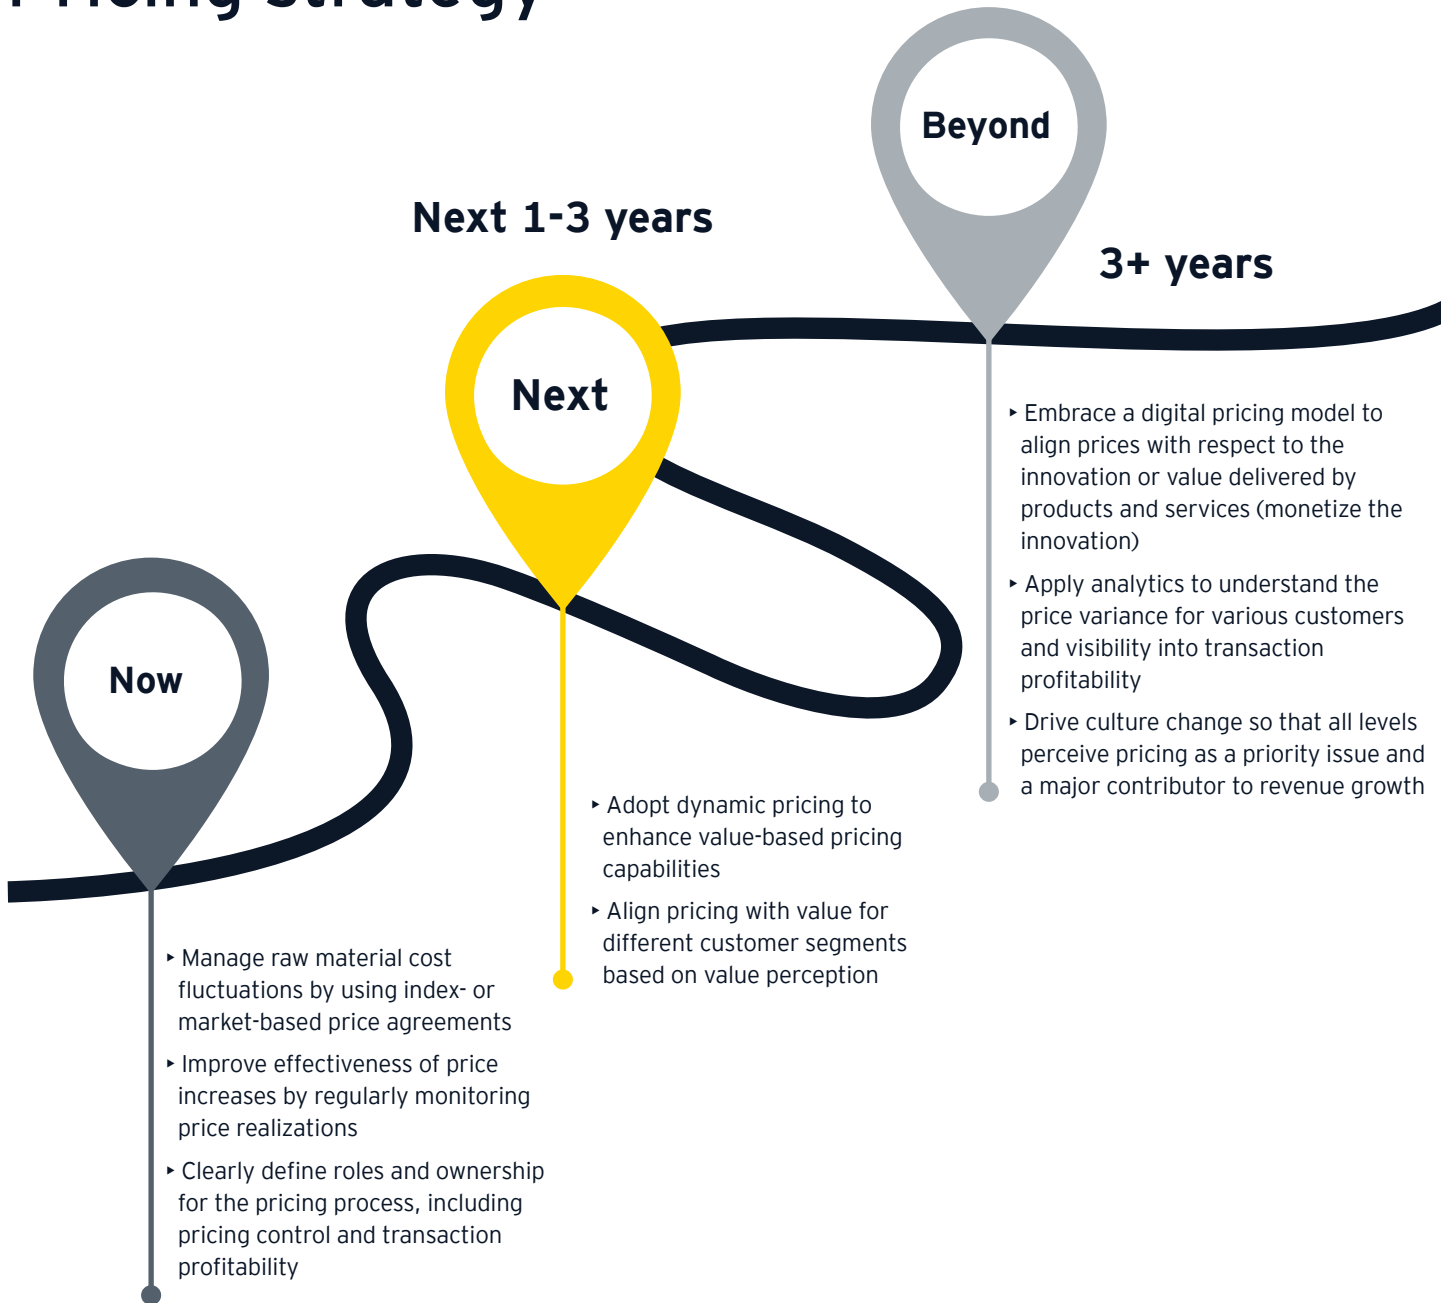 Pricing strategy
Beyond
Next 1-3 years
3+ years
Next
‣ Embrace a digital pricing model to
align prices with respect to the
innovation or value delivered by
products and services (monetize the
innovation)
‣ Apply analytics to understand the
price variance for various customers
and visibility into transaction
profitability
‣ Drive culture change so that all levels
perceive pricing as a priority issue and
a major contributor to revenue growth
Now
‣ Adopt dynamic pricing to
enhance value-based pricing
capabilities
‣ Align pricing with value for
different customer segments
based on value perception
‣ Manage raw material cost
fluctuations by using index- or
market-based price agreements
‣ Improve effectiveness of price
increases by regularly monitoring
price realizations
‣ Clearly define roles and ownership
for the pricing process, including
pricing control and transaction
profitability